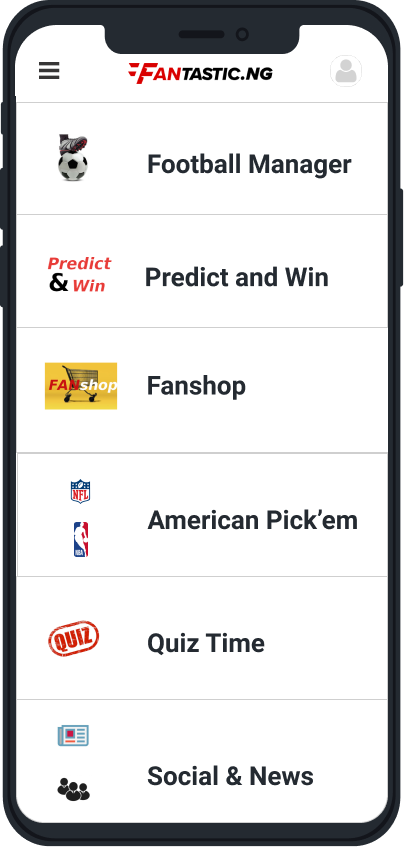 FANTASTIC.NG
Football Manager
Predict
& Win
Predict and Win
FANshop
Fanshop
NFL
NBA
American Pick’em
QUIZ
Quiz Time
Social & News